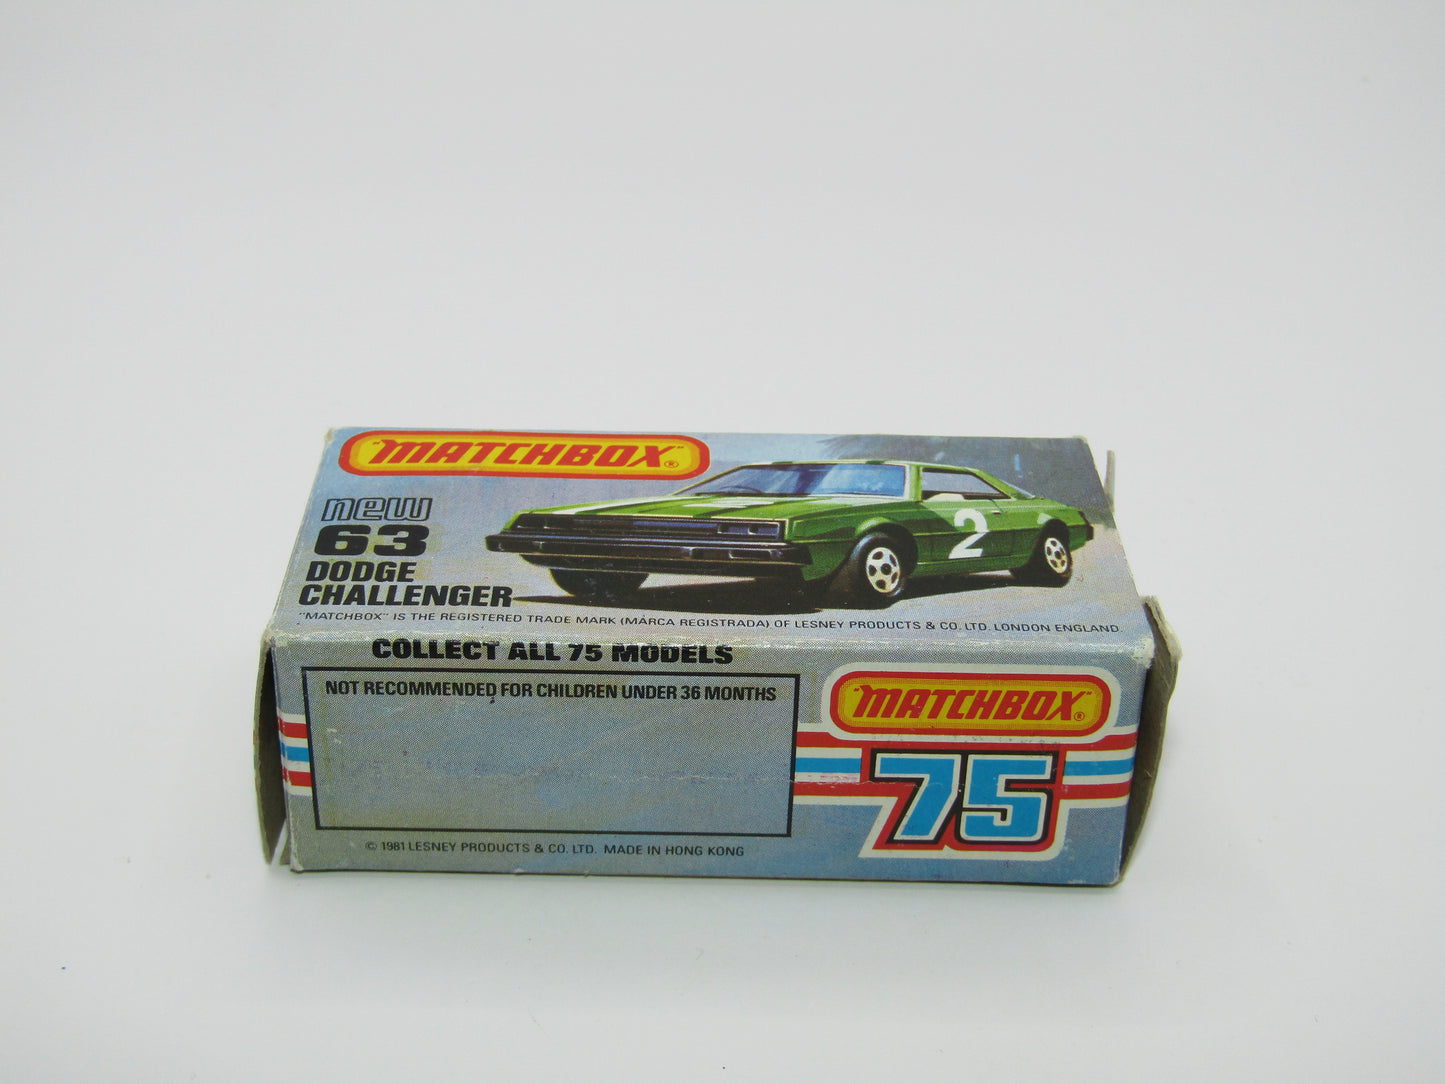 "MATCHBOX"®
new
63
DODGE
CHALLENGER
2
"MATCHBOX" IS THE REGISTERED TRADE MARK (MARCA REGISTRADA) OF LESNEY PRODUCTS & CO. LTD. LONDON ENGLAND
COLLECT ALL 75 MODELS
NOT RECOMMENDED FOR CHILDREN UNDER 36 MONTHS
"MATCHBOX"®
75
© 1981 LESNEY PRODUCTS & CO. LTD. MADE IN HONG KONG